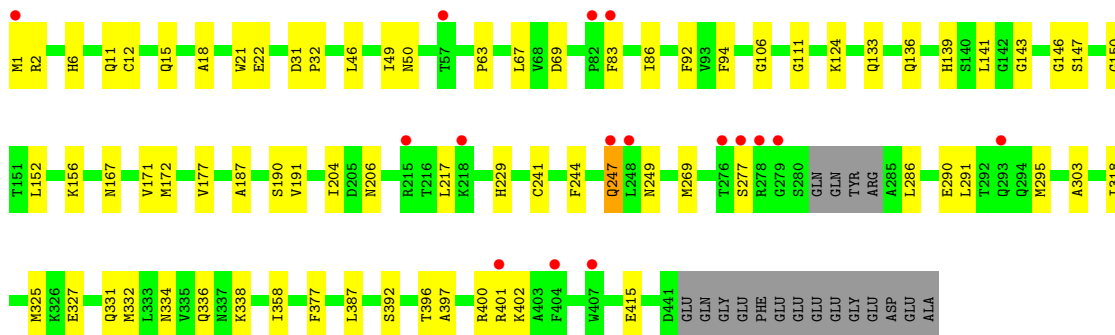 M1 R2 H6 Q11 C12 Q15 A18 W21 E22 D31 P32 L46 I49 N50 T57 P63 L67 V68 D69 P82 F83 I86 F92 V93 F94 G106 G111 K124 Q133 Q136 H139 S140 L141 G142 G143 G146 S147 G150
T151 L152 K156 N167 V171 M172 V177 A187 S190 V191 I204 D205 N206 R215 T216 L217 K218 H229 C241 F244 Q247 L248 N249 M269 T276 S277 R278 G279 S280 GLN GLN TYR ARG A285 L286 E290 L291 T292 Q293 Q294 M295 A303 I318
M325 K326 E327 Q331 M332 L333 N334 V335 Q336 N337 K338 I358 F377 L387 S392 T396 A397 R400 R401 K402 A403 F404 W407 E415 D441 GLU GLN GLY GLU PHE GLU GLU GLU GLU GLY GLU ASP GLU ALA